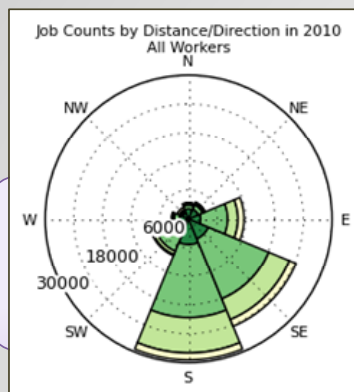 Job Counts by Distance/Direction in 2010
All Workers
N
NW
NE
W
E
6000
18000
30000
SW
SE
S